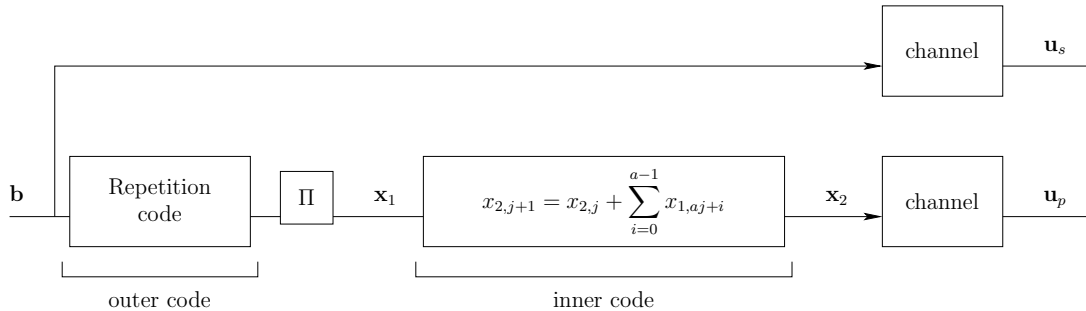 channel
u_s
b
Repetition
code
Π
x_1
x_{2,j+1} = x_{2,j} + \sum_{i=0}^{a-1} x_{1,aj+i}
x_2
channel
u_p
outer code
inner code